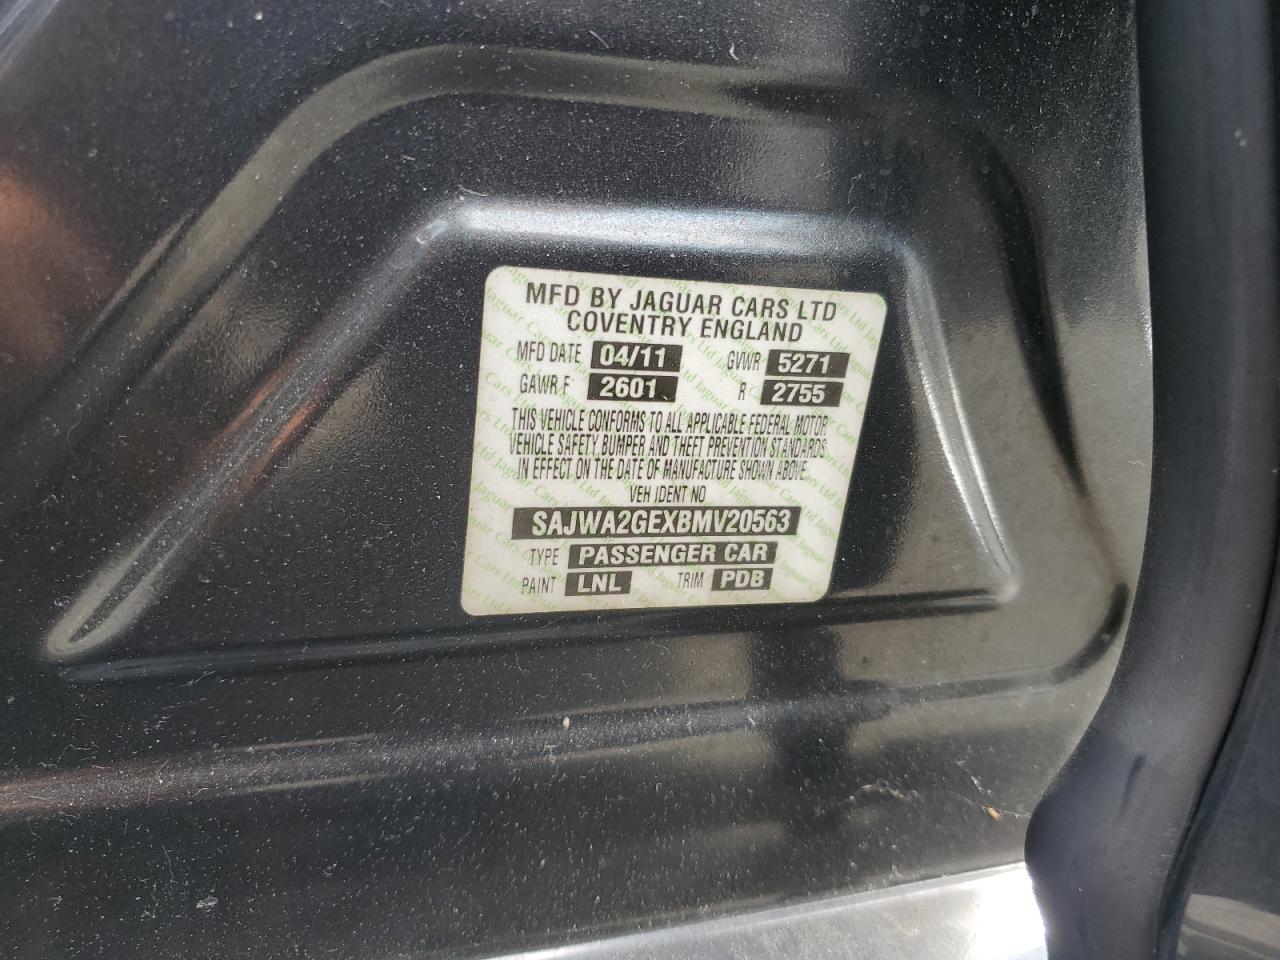 MFD BY JAGUAR CARS LTD
COVENTRY ENGLAND
MFD DATE 04/11 GVWR 5271
GAWR F 2601 R 2755
THIS VEHICLE CONFORMS TO ALL APPLICABLE FEDERAL MOTOR
VEHICLE SAFETY, BUMPER AND THEFT PREVENTION STANDARDS
IN EFFECT ON THE DATE OF MANUFACTURE SHOWN ABOVE
VEH IDENT NO
SAJWA2GEXBMV20563
TYPE PASSENGER CAR
PAINT LNL TRIM PDB